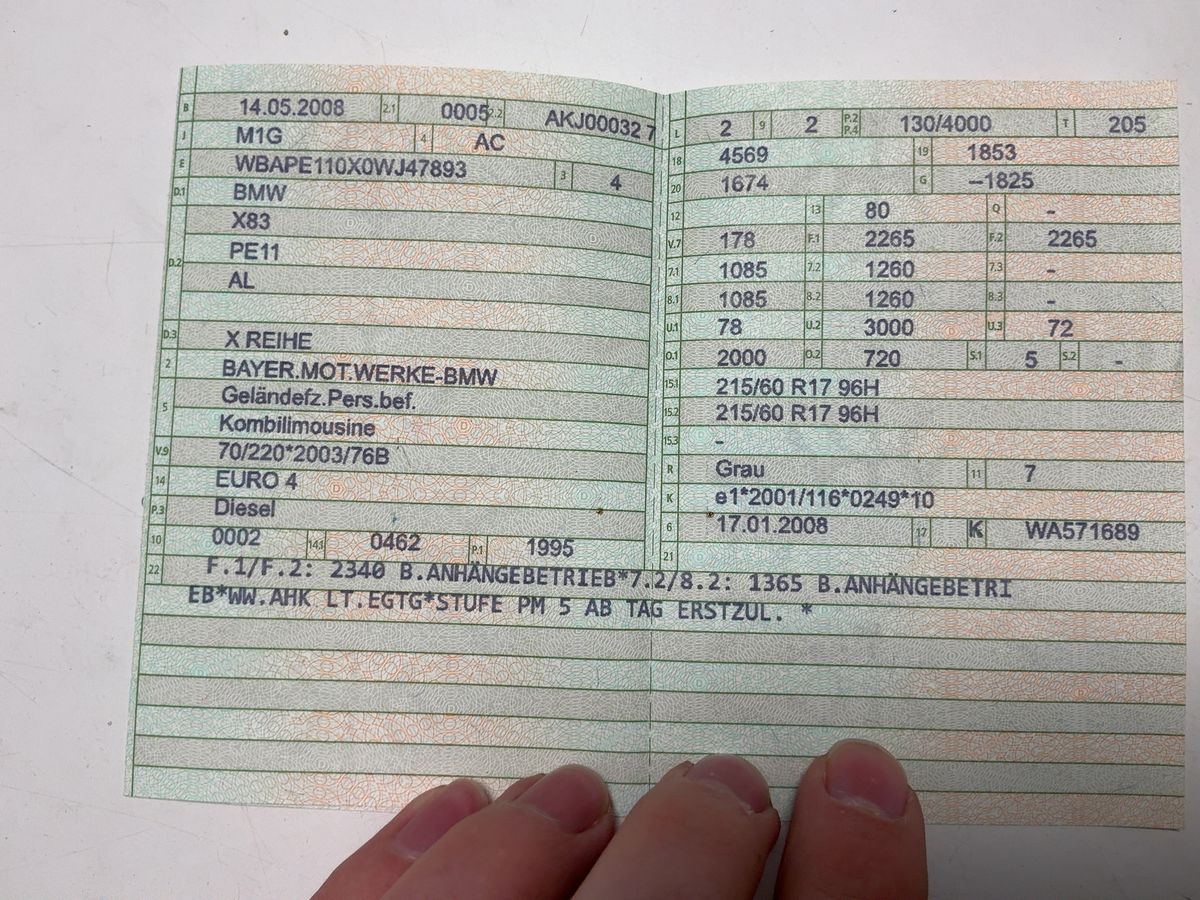 B 14.05.2008 2.1 0005 2.2 AKJ00032 7
J M1G 4 AC
E WBAPE110X0WJ47893 3 4
D.1 BMW
X83
D.2 PE11
AL
D.3 X REIHE
2 BAYER.MOT.WERKE-BMW
5 Geländefz.Pers.bef.
Kombilimousine
V.9 70/220*2003/76B
14 EURO 4
P.3 Diesel
10 0002 14.1 0462 P.1 1995
L 2 9 2 P.2 P.4 130/4000 T 205
18 4569 19 1853
20 1674 G –1825
12 13 80 Q -
V.7 178 F.1 2265 F.2 2265
7.1 1085 7.2 1260 7.3 -
8.1 1085 8.2 1260 8.3 -
U.1 78 U.2 3000 U.3 72
O.1 2000 O.2 720 S.1 5 S.2 -
15.1 215/60 R17 96H
15.2 215/60 R17 96H
15.3 -
R Grau 11 7
K e1*2001/116*0249*10
6 17.01.2008 17 K WA571689
21
22 F.1/F.2: 2340 B.ANHÄNGEBETRIEB*7.2/8.2: 1365 B.ANHÄNGEBETRI
EB*WW.AHK LT.EGTG*STUFE PM 5 AB TAG ERSTZUL. *